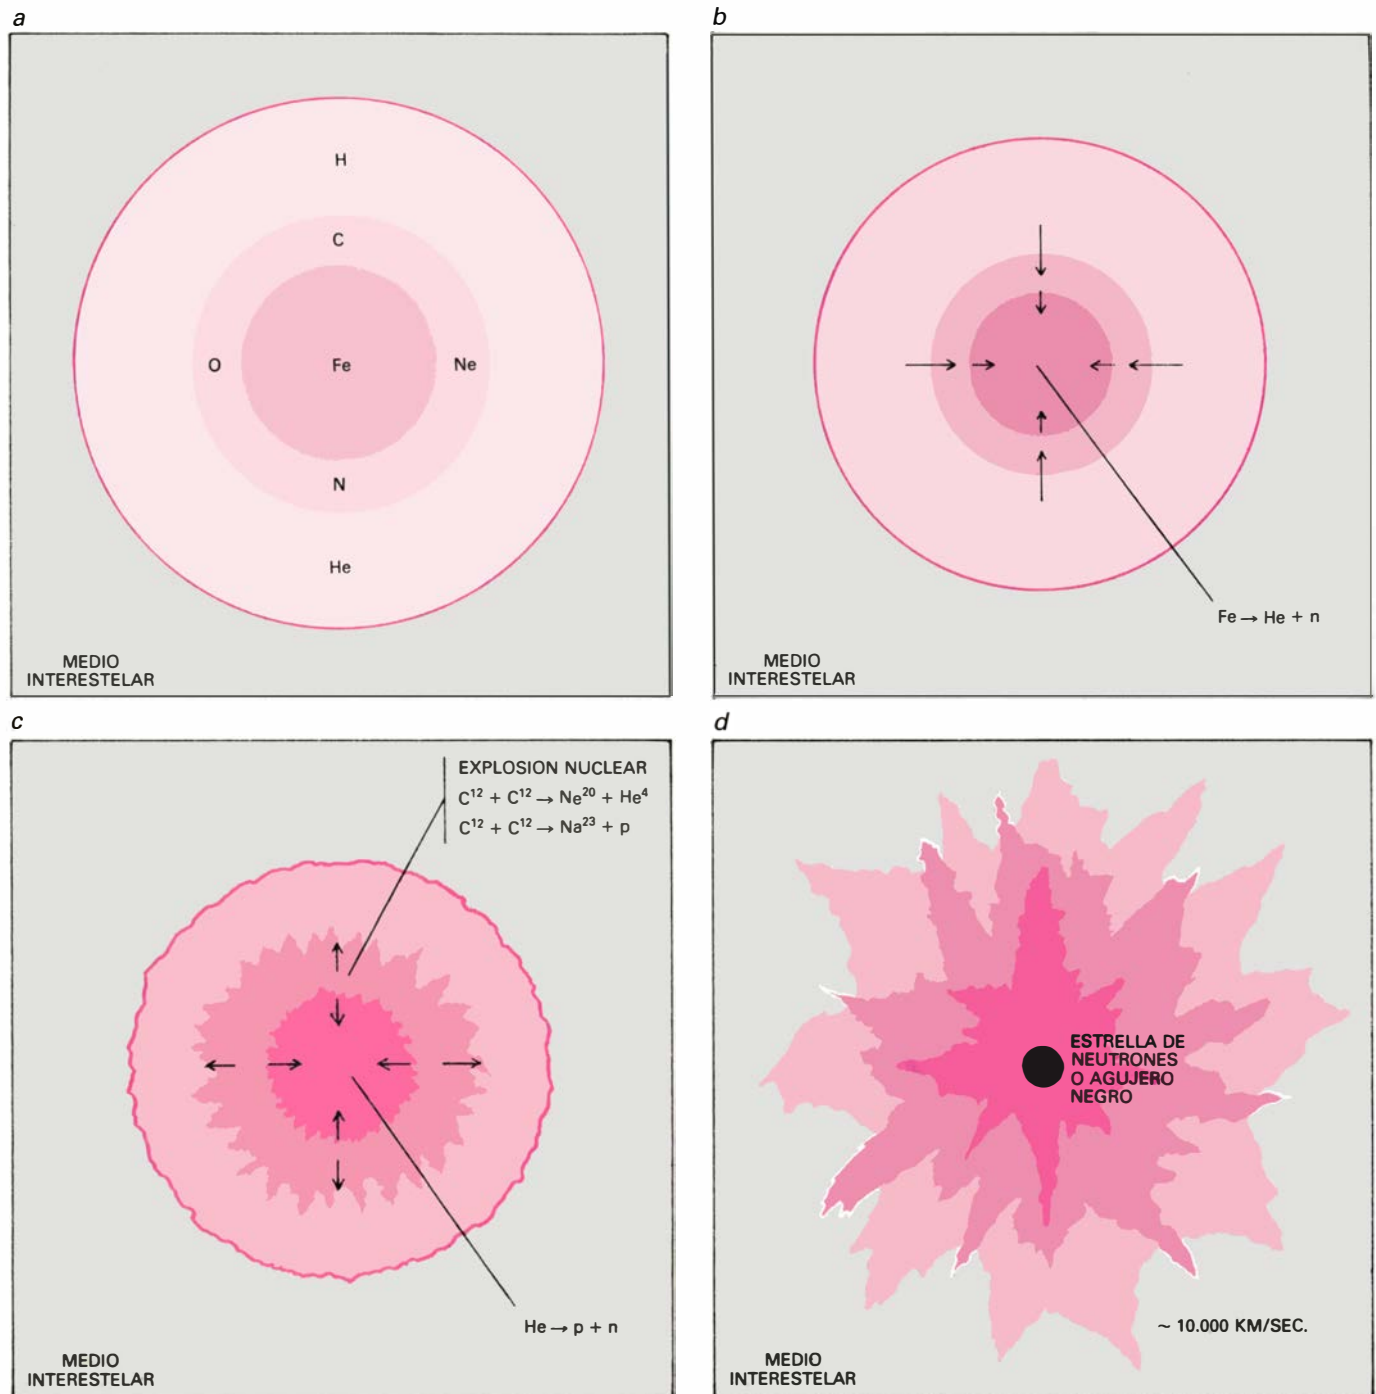 a
H
C
O
Fe
Ne
N
He
MEDIO
INTERESTELAR
b
Fe → He + n
MEDIO
INTERESTELAR
c
EXPLOSION NUCLEAR
C¹² + C¹² → Ne²⁰ + He⁴
C¹² + C¹² → Na²³ + p
He → p + n
MEDIO
INTERESTELAR
d
ESTRELLA DE
NEUTRONES
O AGUJERO
NEGRO
~ 10.000 KM/SEC.
MEDIO
INTERESTELAR